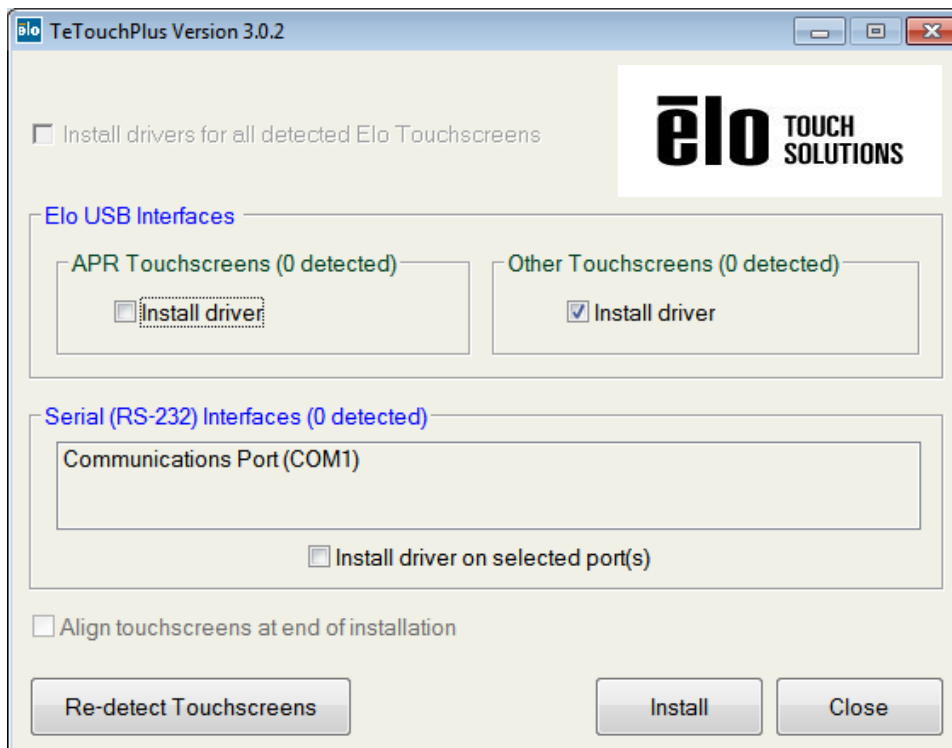 elo TeTouchPlus Version 3.0.2
Install drivers for all detected Elo Touchscreens
ēlo TOUCH
SOLUTIONS
Elo USB Interfaces
APR Touchscreens (0 detected)
Other Touchscreens (0 detected)
Install driver
Install driver
Serial (RS-232) Interfaces (0 detected)
Communications Port (COM1)
Install driver on selected port(s)
Align touchscreens at end of installation
Re-detect Touchscreens
Install
Close